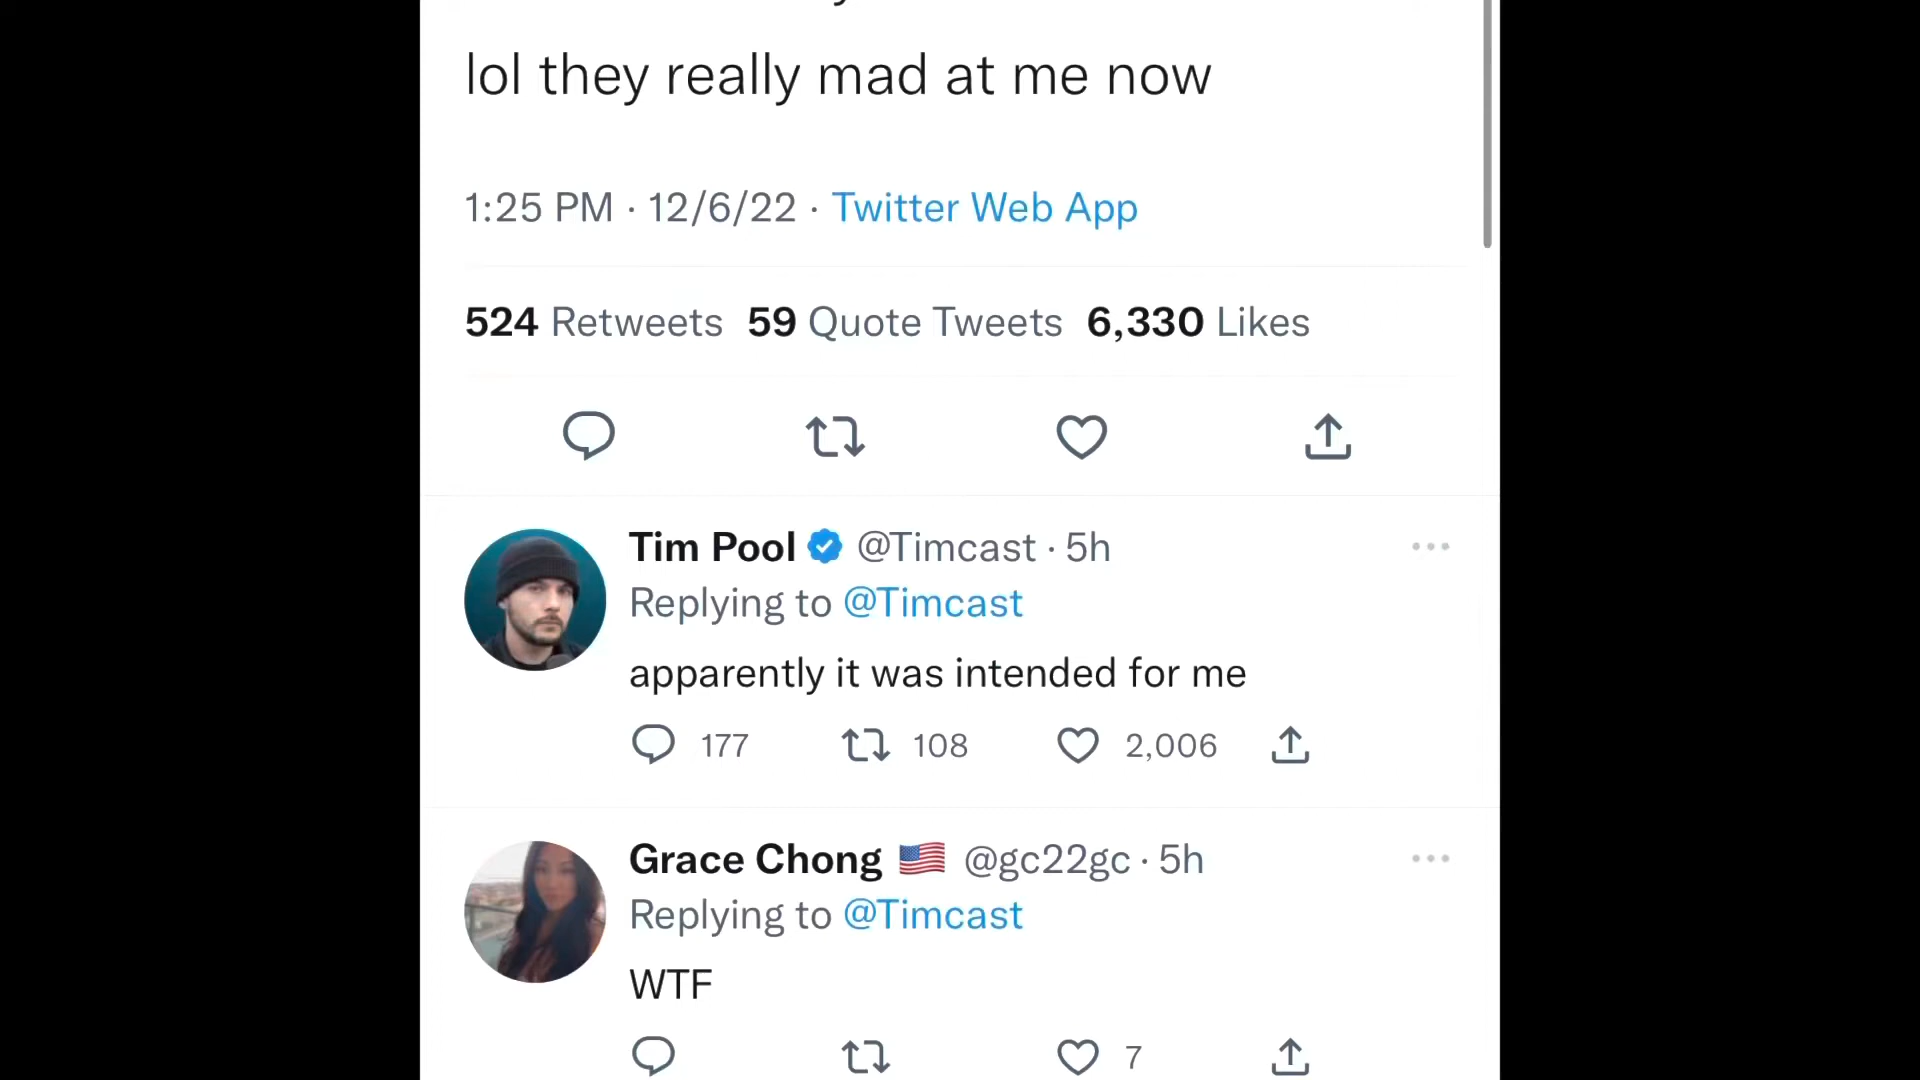 lol they really mad at me now
1:25 PM · 12/6/22 · Twitter Web App
524 Retweets 59 Quote Tweets 6,330 Likes
Tim Pool @Timcast · 5h
Replying to @Timcast
apparently it was intended for me
177 108 2,006
Grace Chong 🇺🇸 @gc22gc · 5h
Replying to @Timcast
WTF
7